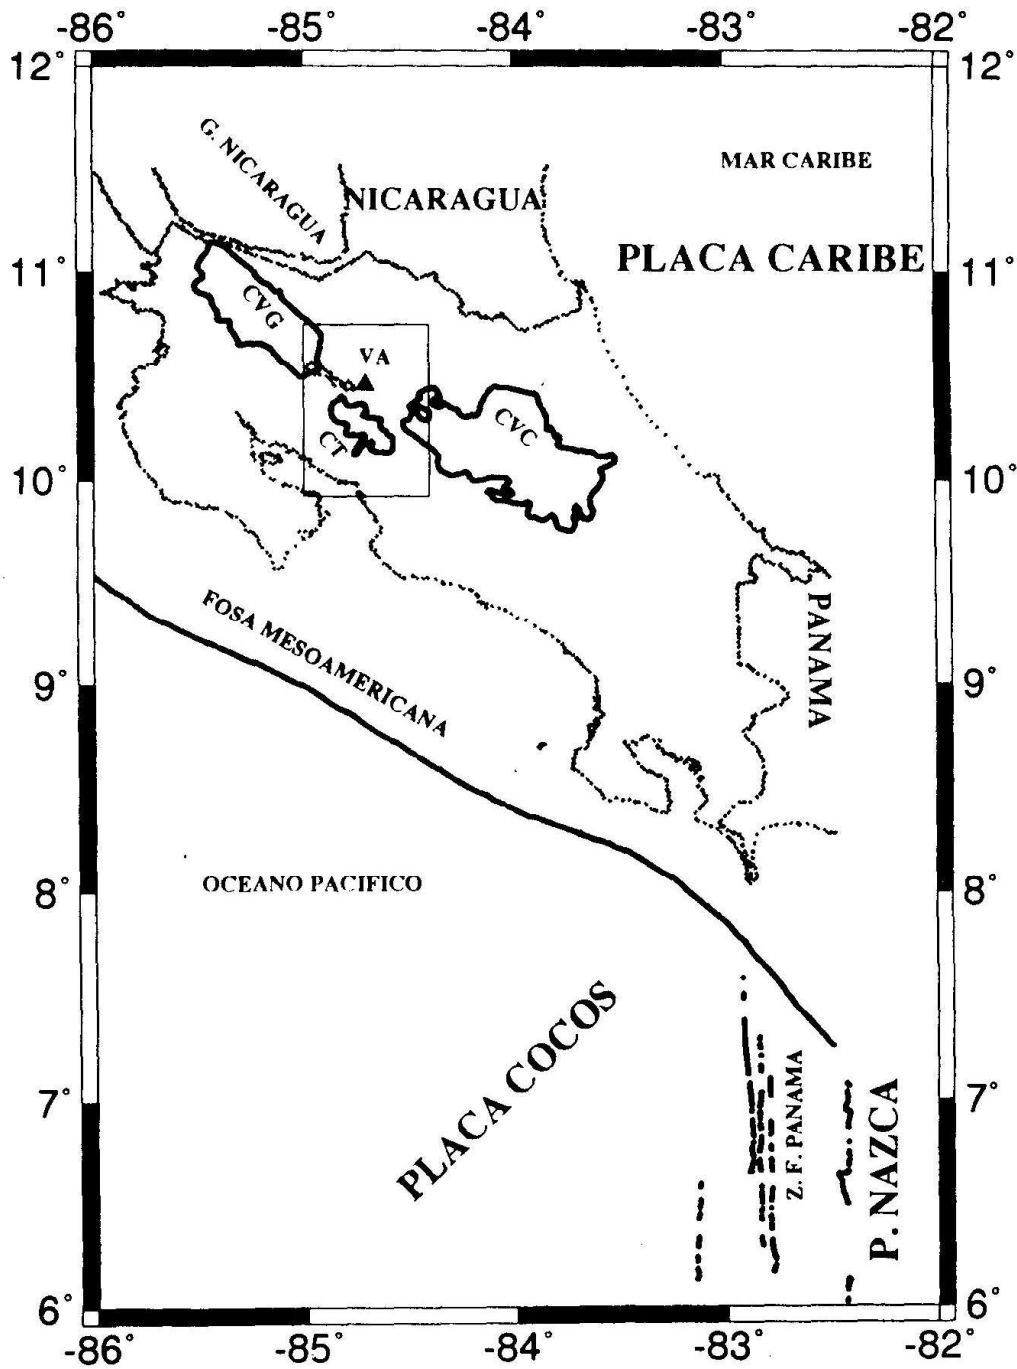 -86° -85° -84° -83° -82°
12° 12°
G. NICARAGUA
MAR CARIBE
NICARAGUA
PLACA CARIBE
11° 11°
CVG
VA
CVC
CT
10° 10°
PANAMA
FOSA MESOAMERICANA
9° 9°
OCEANO PACIFICO
8° 8°
PLACA COCOS
Z. F. PANAMA
P. NAZCA
7° 7°
6° 6°
-86° -85° -84° -83° -82°